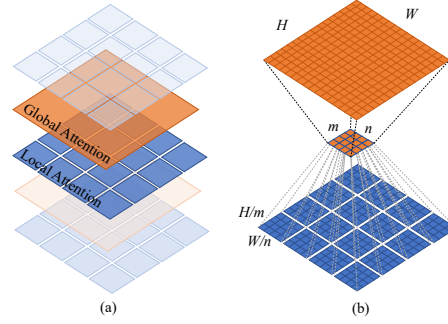 Global Attention
Local Attention
(a)
H
W
m
n
H/m
W/n
(b)